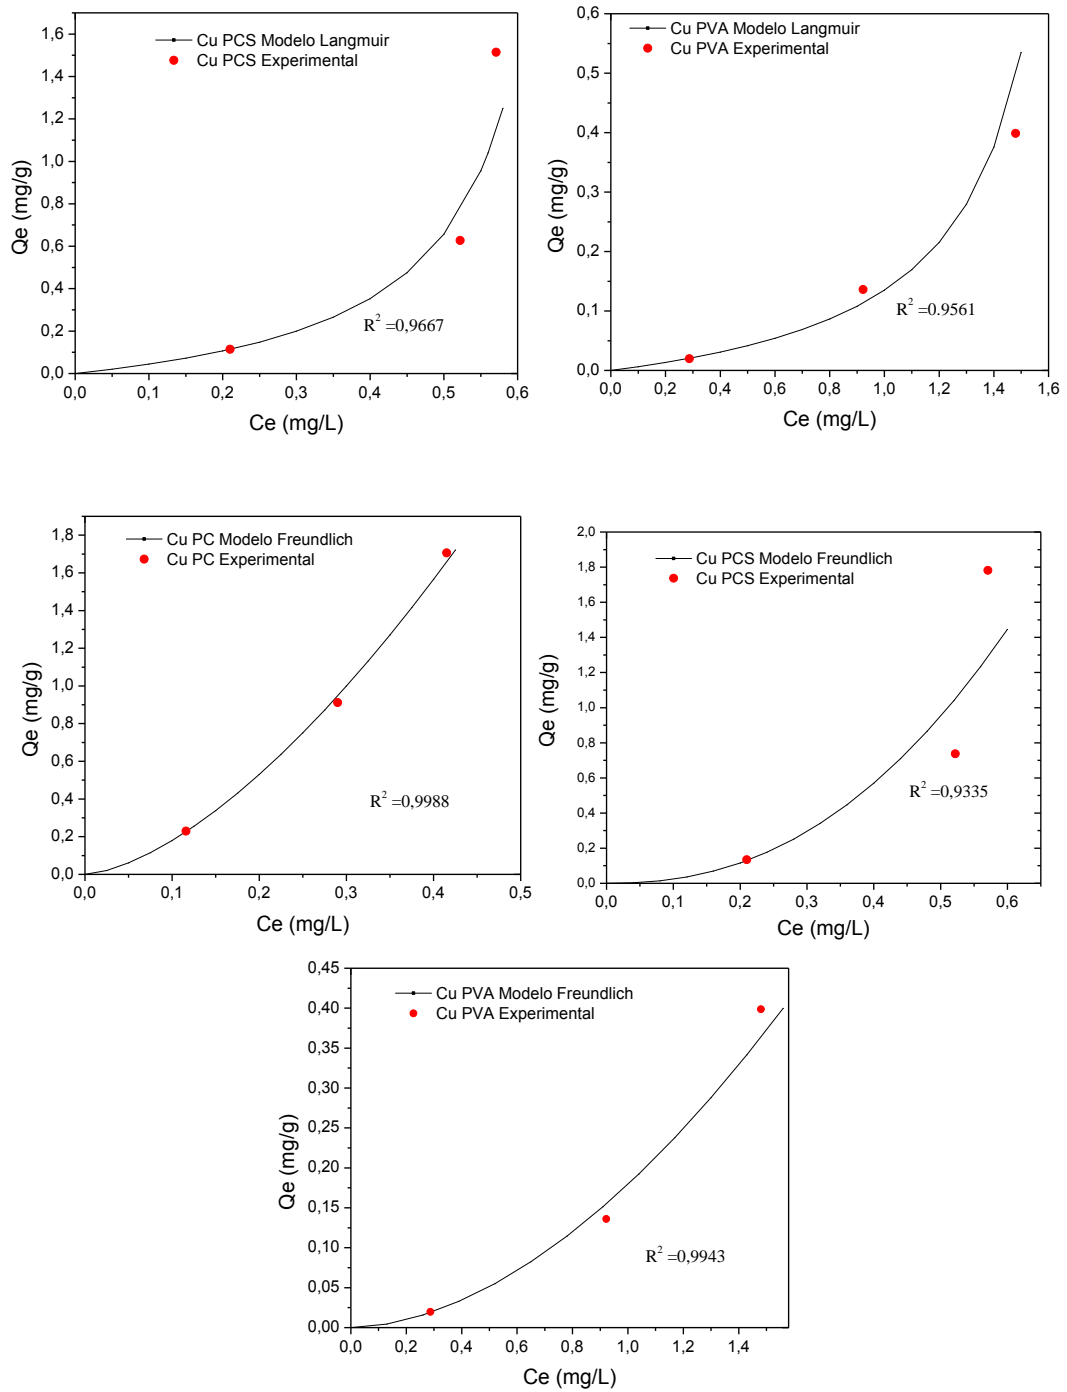 Cu PCS Modelo Langmuir
Cu PCS Experimental
1,6
1,4
1,2
1,0
0,8
0,6
0,4
0,2
0,0
Qe (mg/g)
R2 =0,9667
0,0 0,1 0,2 0,3 0,4 0,5 0,6
Ce (mg/L)
Cu PVA Modelo Langmuir
Cu PVA Experimental
0,6
0,5
0,4
0,3
0,2
0,1
0,0
Qe (mg/g)
R2 =0.9561
0,0 0,2 0,4 0,6 0,8 1,0 1,2 1,4 1,6
Ce (mg/L)
Cu PC Modelo Freundlich
Cu PC Experimental
1,8
1,6
1,4
1,2
1,0
0,8
0,6
0,4
0,2
0,0
Qe (mg/g)
R2 =0,9988
0,0 0,1 0,2 0,3 0,4 0,5
Ce (mg/L)
Cu PCS Modelo Freundlich
Cu PCS Experimental
2,0
1,8
1,6
1,4
1,2
1,0
0,8
0,6
0,4
0,2
0,0
Qe (mg/g)
R2 =0,9335
0,0 0,1 0,2 0,3 0,4 0,5 0,6
Ce (mg/L)
Cu PVA Modelo Freundlich
Cu PVA Experimental
0,45
0,40
0,35
0,30
0,25
0,20
0,15
0,10
0,05
0,00
Qe (mg/g)
R2 =0,9943
0,0 0,2 0,4 0,6 0,8 1,0 1,2 1,4
Ce (mg/L)